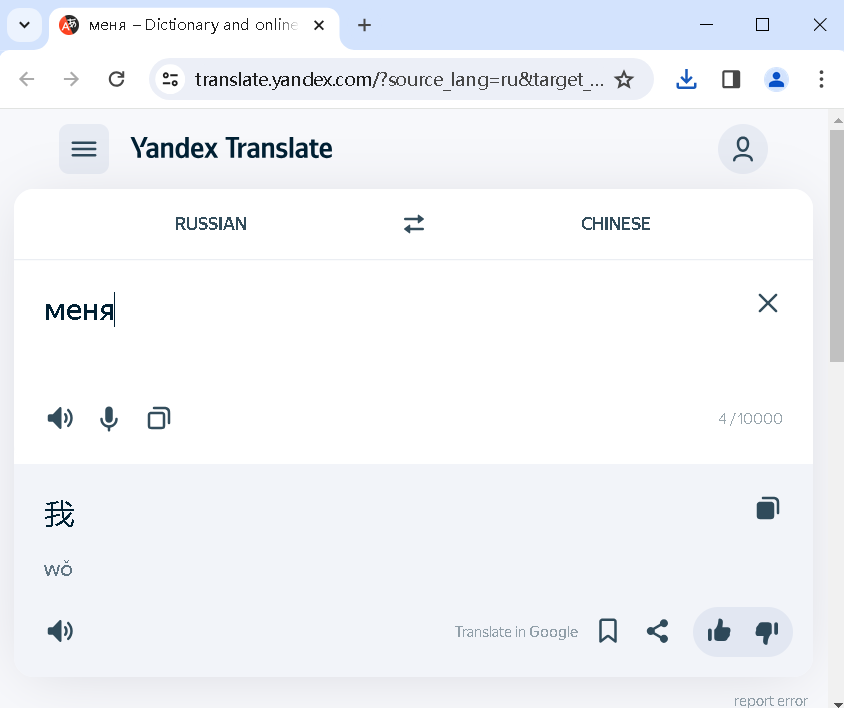 меня – Dictionary and online
translate.yandex.com/?source_lang=ru&target_...
Yandex Translate
RUSSIAN
CHINESE
меня
4/10000
我
wǒ
Translate in Google
report error